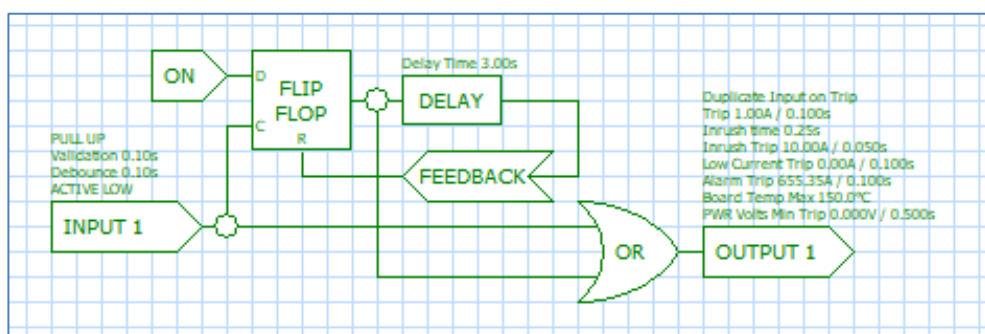 ON
D
FLIP
FLOP
C
R
Delay Time 3.00s
DELAY
FEEDBACK
PULL UP
Validation 0.10s
Debounce 0.10s
ACTIVE LOW
INPUT 1
OR
Duplicate Input on Trip
Trip 1.00A / 0.100s
Inrush time 0.25s
Inrush Trip 10.00A / 0.050s
Low Current Trip 0.00A / 0.100s
Alarm Trip 655.35A / 0.100s
Board Temp Max 150.0°C
PWR Volts Min Trip 0.000V / 0.500s
OUTPUT 1